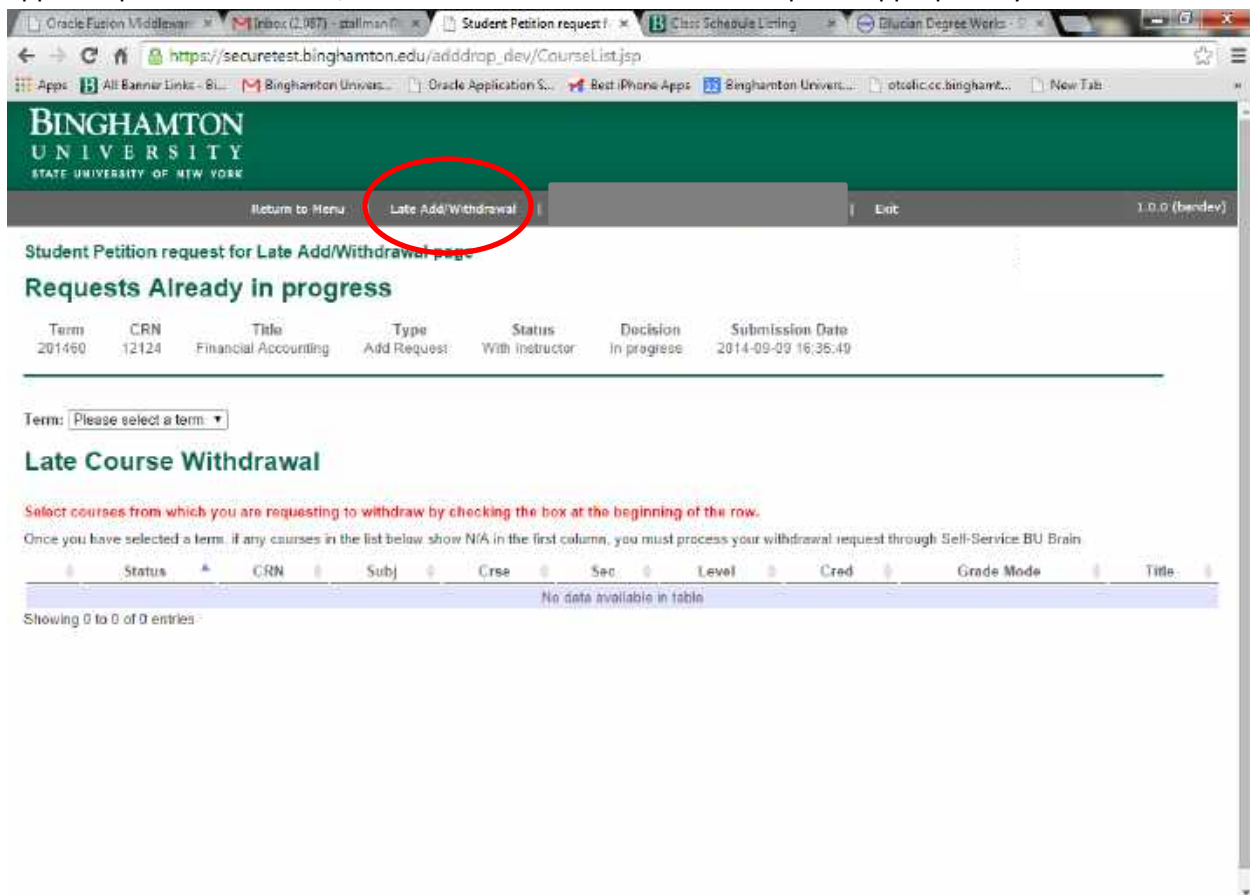 Oracle Fusion Middlewar
Inbox (2,087) - stallman
Student Petition request f
Class Schedule Listing
Ellucian Degree Works -
https://securetest.binghamton.edu/adddrop_dev/CourseList.jsp
Apps All Banner Links - Bi... Binghamton Univers... Oracle Application S... Best iPhone Apps Binghamton Univers... otselic.cc.binghamt... New Tab
BINGHAMTON
UNIVERSITY
STATE UNIVERSITY OF NEW YORK
Return to Menu Late Add/Withdrawal | | Exit 1.0.0 (bandev)
Student Petition request for Late Add/Withdrawal page
Requests Already in progress
Term CRN Title Type Status Decision Submission Date
201460 12124 Financial Accounting Add Request With Instructor In progress 2014-09-09 16:36:49
Term: Please select a term
Late Course Withdrawal
Select courses from which you are requesting to withdraw by checking the box at the beginning of the row.
Once you have selected a term, if any courses in the list below show N/A in the first column, you must process your withdrawal request through Self-Service BU Brain
Status CRN Subj Crse Sec Level Cred Grade Mode Title
No data available in table
Showing 0 to 0 of 0 entries